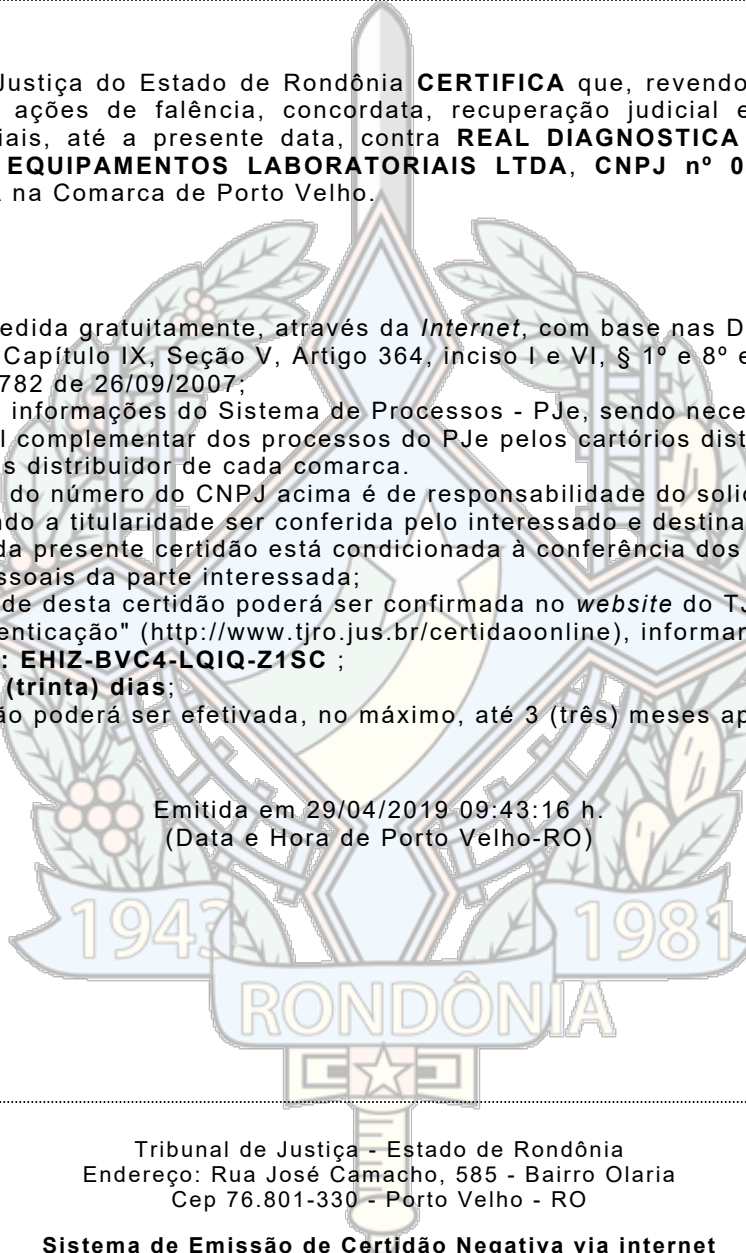 Justiça do Estado de Rondônia CERTIFICA que, revendo
ações de falência, concordata, recuperação judicial e
iais, até a presente data, contra REAL DIAGNOSTICA
EQUIPAMENTOS LABORATORIAIS LTDA, CNPJ nº 0
na Comarca de Porto Velho.
edida gratuitamente, através da Internet, com base nas D
Capítulo IX, Seção V, Artigo 364, inciso I e VI, § 1º e 8º e
782 de 26/09/2007;
informações do Sistema de Processos - PJe, sendo nece
l complementar dos processos do PJe pelos cartórios dist
s distribuidor de cada comarca.
do número do CNPJ acima é de responsabilidade do solic
ndo a titularidade ser conferida pelo interessado e destina
da presente certidão está condicionada à conferência dos
ssoais da parte interessada;
de desta certidão poderá ser confirmada no website do TJ
enticação" (http://www.tjro.jus.br/certidaoonline), informar
: EHIZ-BVC4-LQIQ-Z1SC ;
(trinta) dias;
ão poderá ser efetivada, no máximo, até 3 (três) meses ap
Emitida em 29/04/2019 09:43:16 h.
(Data e Hora de Porto Velho-RO)
1943 1981
RONDÔNIA
Tribunal de Justiça - Estado de Rondônia
Endereço: Rua José Camacho, 585 - Bairro Olaria
Cep 76.801-330 - Porto Velho - RO
Sistema de Emissão de Certidão Negativa via internet